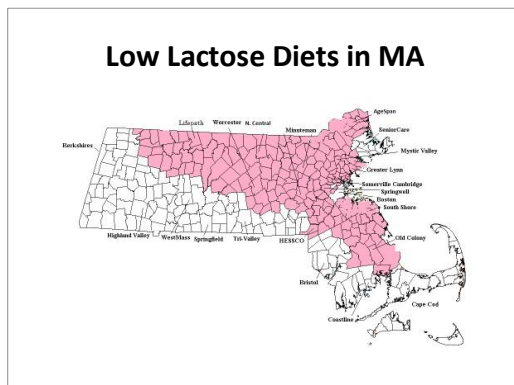 Low Lactose Diets in MA
AgeSpan
Lifepath Worcester N. Central
Minuteman
SeniorCare
Berkshires
Mystic Valley
Greater Lynn
Somerville Cambridge
Springwell
Boston
South Shore
Highland Valley
WestMass
Springfield
Tri-Valley
HESSCO
Old Colony
Bristol
Cape Cod
Coastline